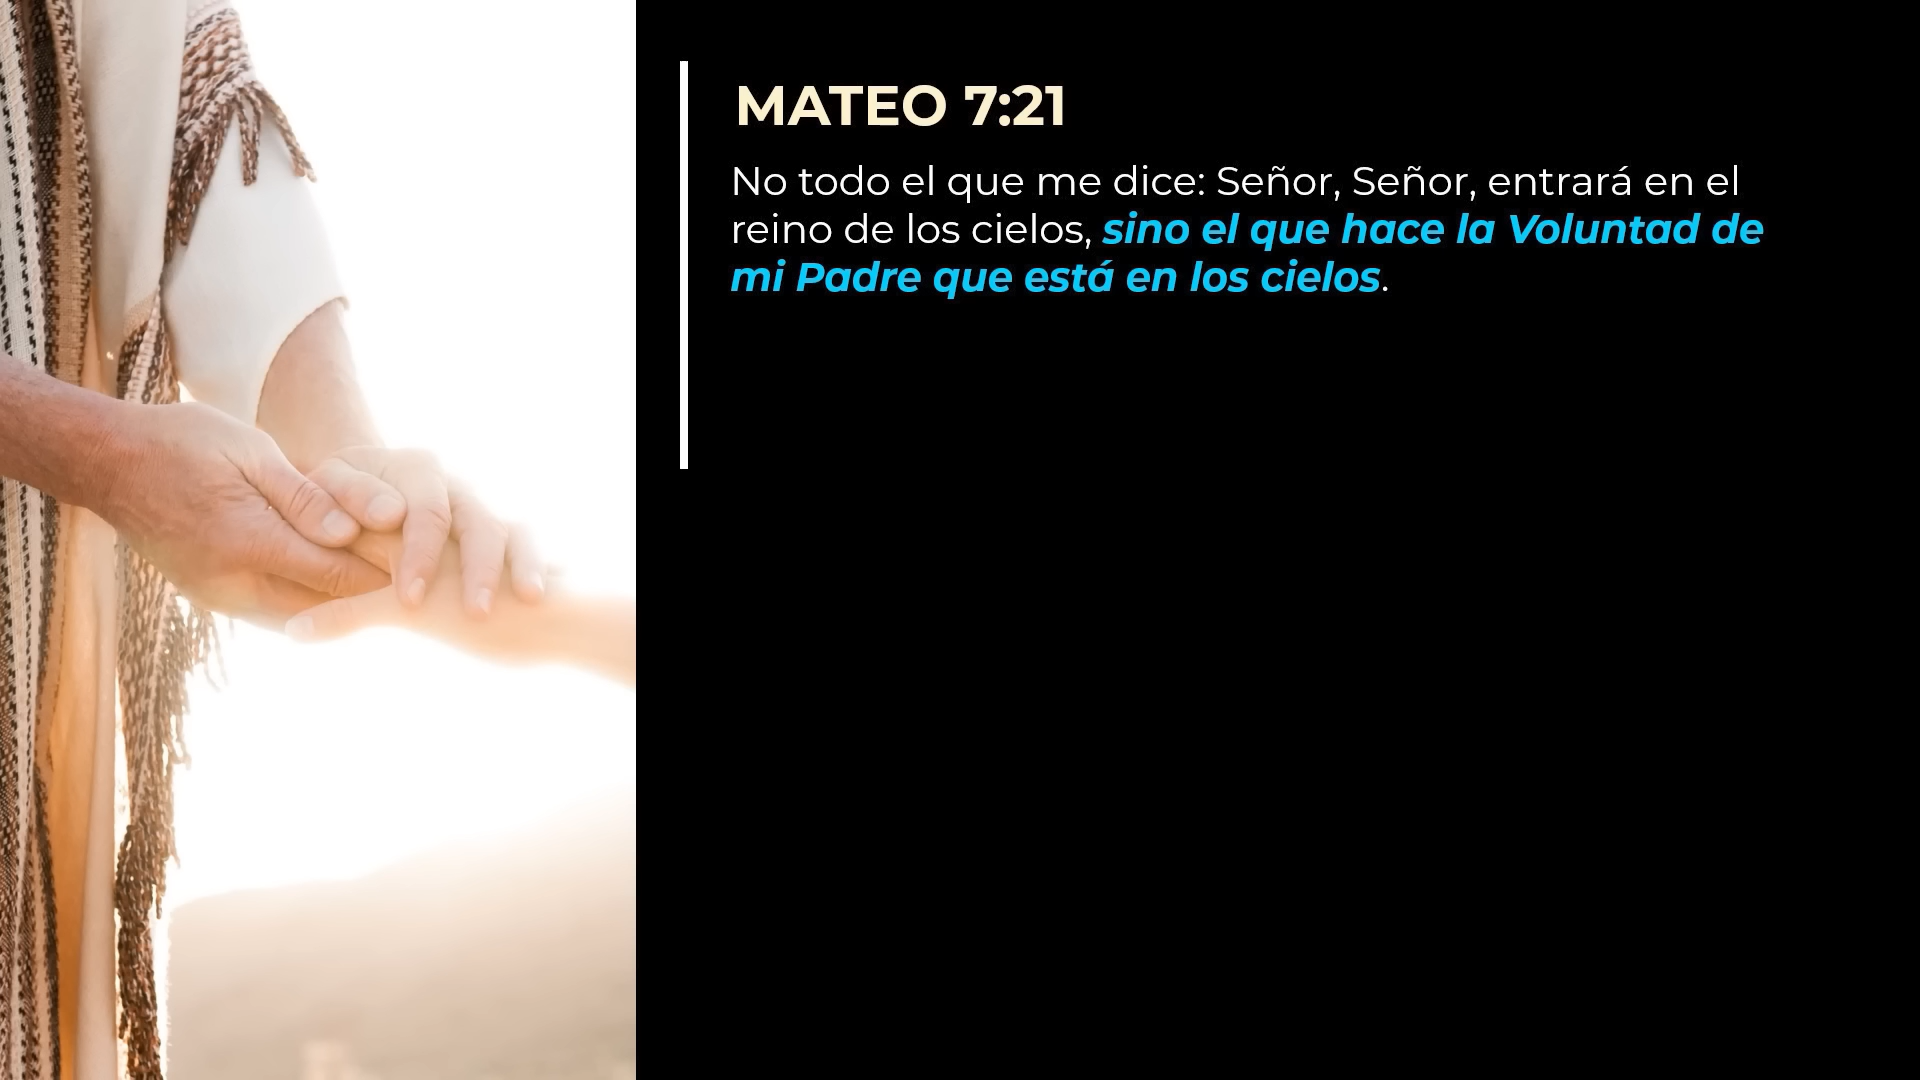 MATEO 7:21
No todo el que me dice: Señor, Señor, entrará en el
reino de los cielos, sino el que hace la Voluntad de
mi Padre que está en los cielos.